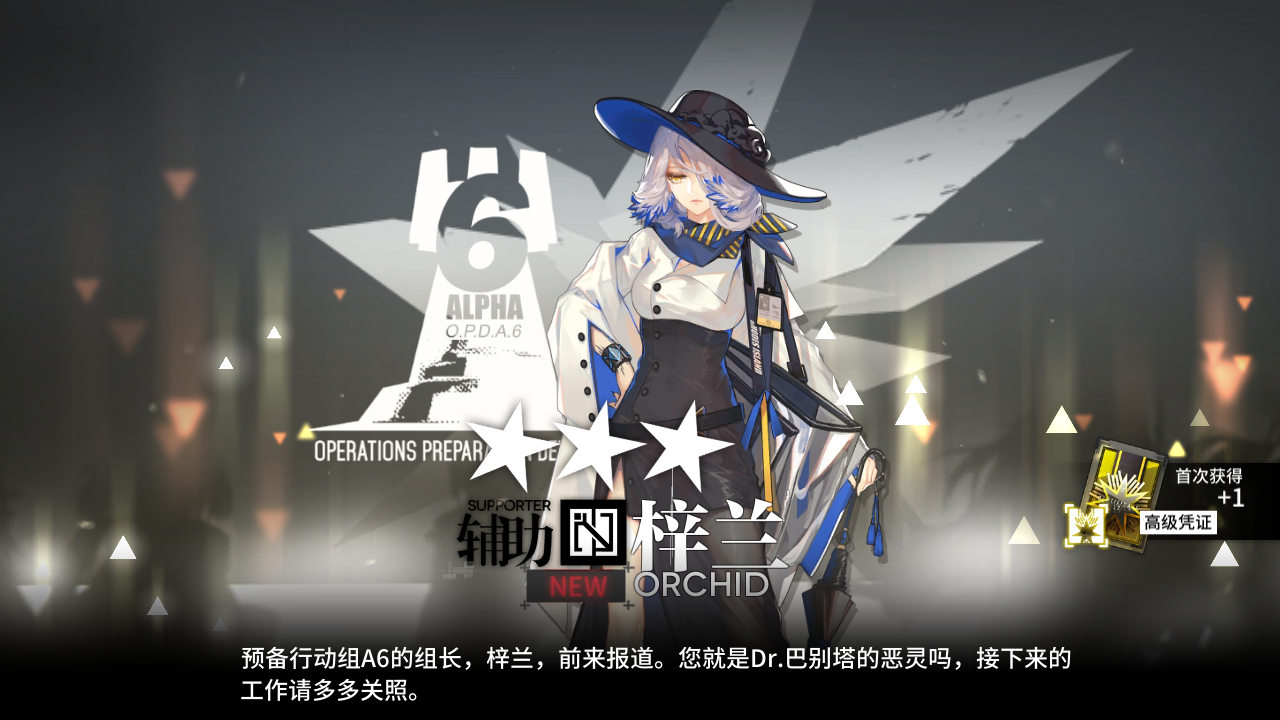 6
ALPHA
O.P.D.A.6
OPERATIONS PREPAR
SUPPORTER
辅助
梓兰
NEW
ORCHID
首次获得
+1
高级凭证
预备行动组A6的组长，梓兰，前来报道。您就是Dr.巴别塔的恶灵吗，接下来的
工作请多多关照。